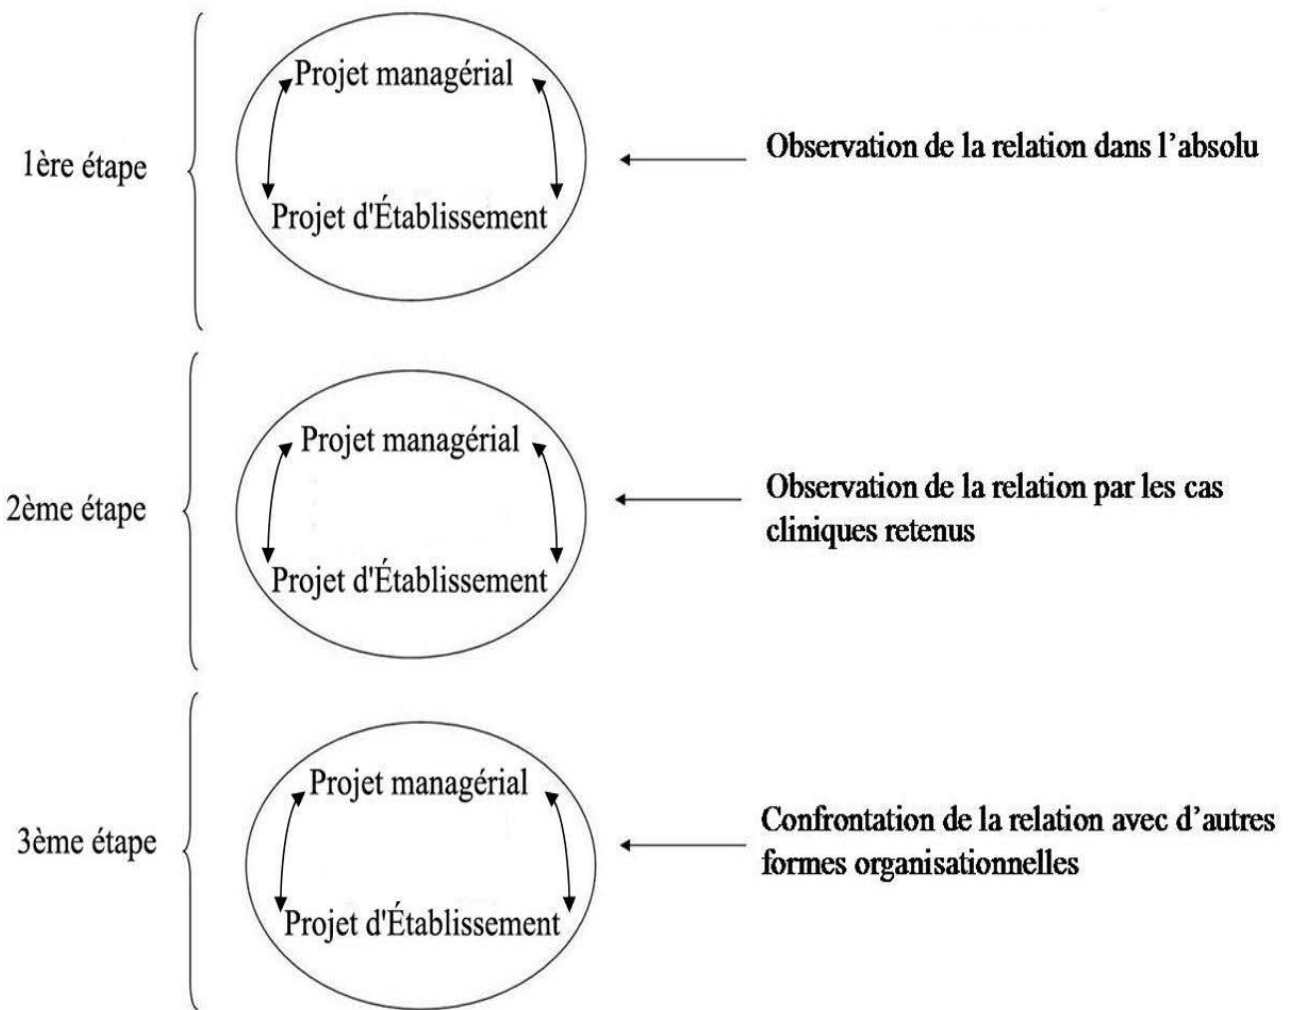 Projet managérial
1ère étape
Observation de la relation dans l'absolu
Projet d'Établissement
Projet managérial
2ème étape
Observation de la relation par les cas
cliniques retenus
Projet d'Établissement
Projet managérial
3ème étape
Confrontation de la relation avec d'autres
formes organisationnelles
Projet d'Établissement